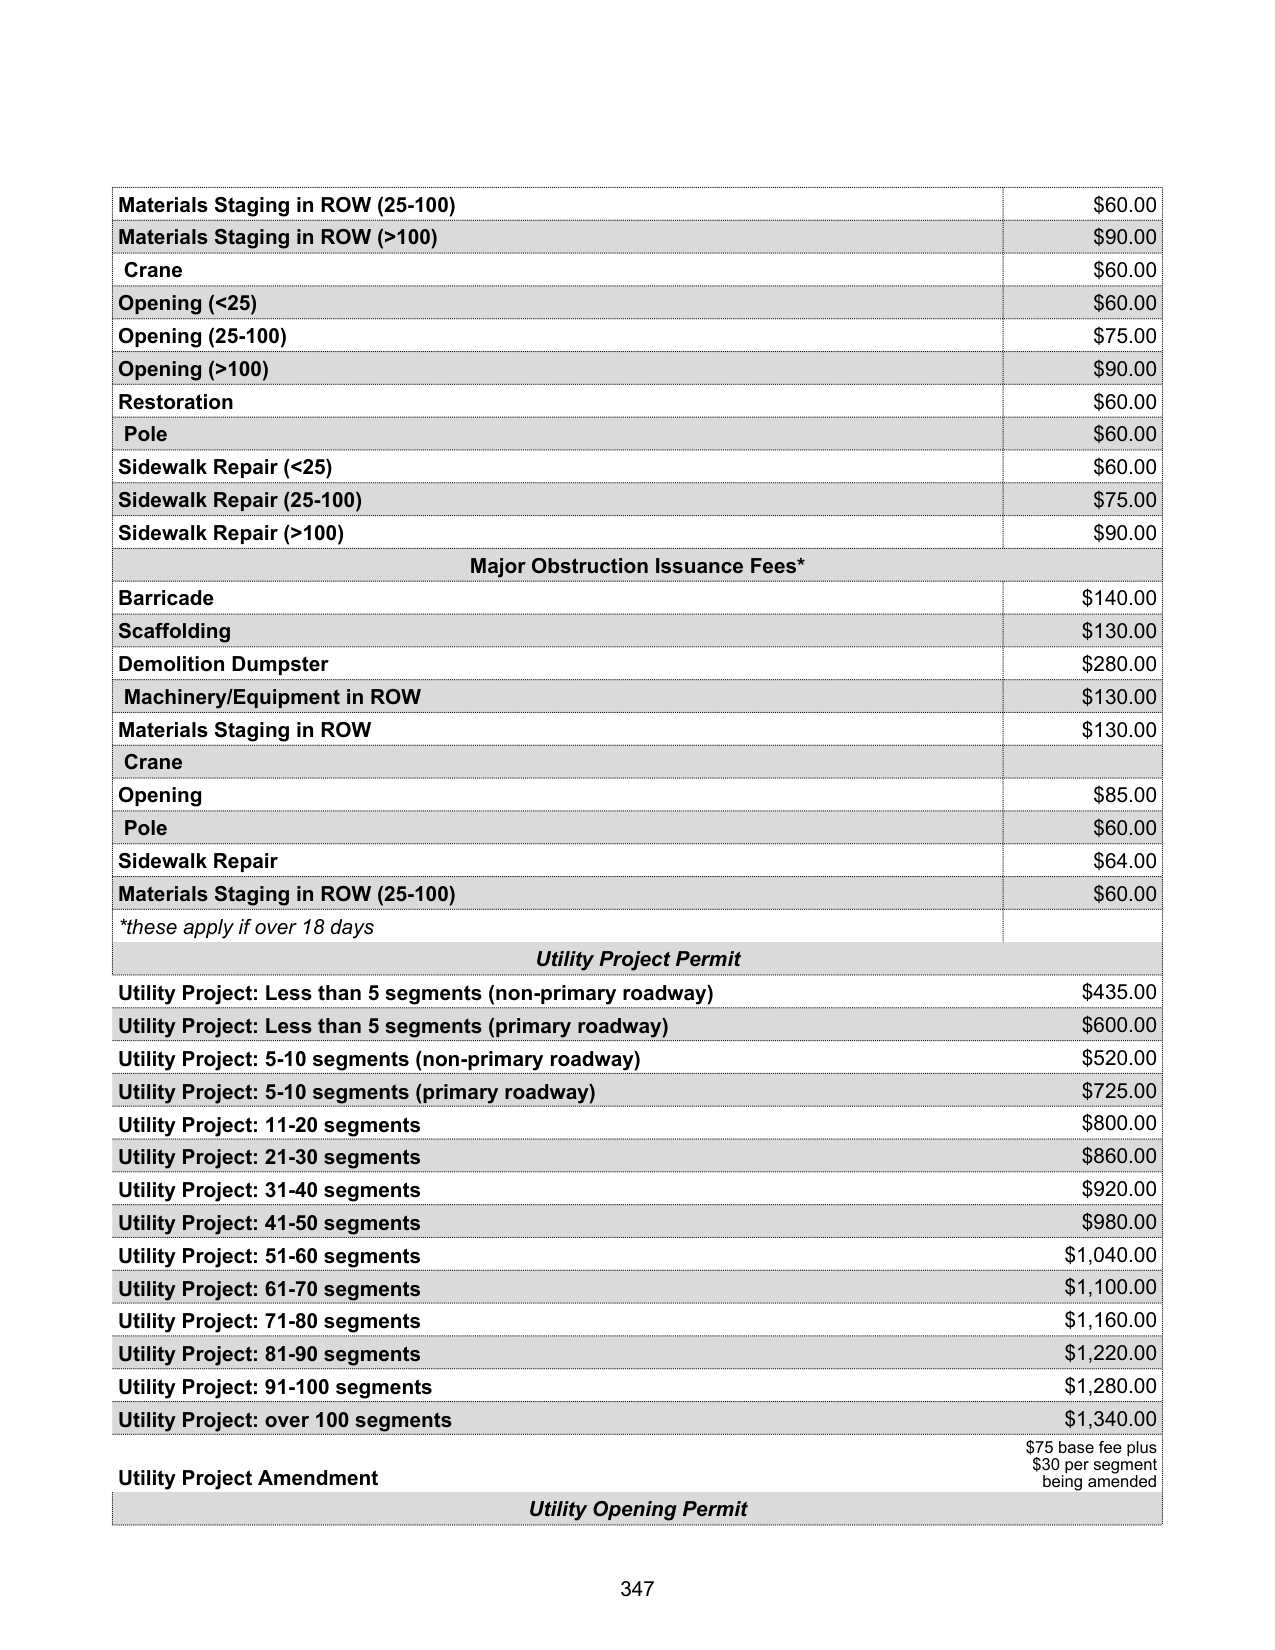 Materials Staging in ROW (25-100) $60.00
Materials Staging in ROW (>100) $90.00
Crane $60.00
Opening (<25) $60.00
Opening (25-100) $75.00
Opening (>100) $90.00
Restoration $60.00
Pole $60.00
Sidewalk Repair (<25) $60.00
Sidewalk Repair (25-100) $75.00
Sidewalk Repair (>100) $90.00
Major Obstruction Issuance Fees*
Barricade $140.00
Scaffolding $130.00
Demolition Dumpster $280.00
Machinery/Equipment in ROW $130.00
Materials Staging in ROW $130.00
Crane
Opening $85.00
Pole $60.00
Sidewalk Repair $64.00
Materials Staging in ROW (25-100) $60.00
*these apply if over 18 days
Utility Project Permit
Utility Project: Less than 5 segments (non-primary roadway) $435.00
Utility Project: Less than 5 segments (primary roadway) $600.00
Utility Project: 5-10 segments (non-primary roadway) $520.00
Utility Project: 5-10 segments (primary roadway) $725.00
Utility Project: 11-20 segments $800.00
Utility Project: 21-30 segments $860.00
Utility Project: 31-40 segments $920.00
Utility Project: 41-50 segments $980.00
Utility Project: 51-60 segments $1,040.00
Utility Project: 61-70 segments $1,100.00
Utility Project: 71-80 segments $1,160.00
Utility Project: 81-90 segments $1,220.00
Utility Project: 91-100 segments $1,280.00
Utility Project: over 100 segments $1,340.00
$75 base fee plus
$30 per segment
Utility Project Amendment being amended
Utility Opening Permit
347